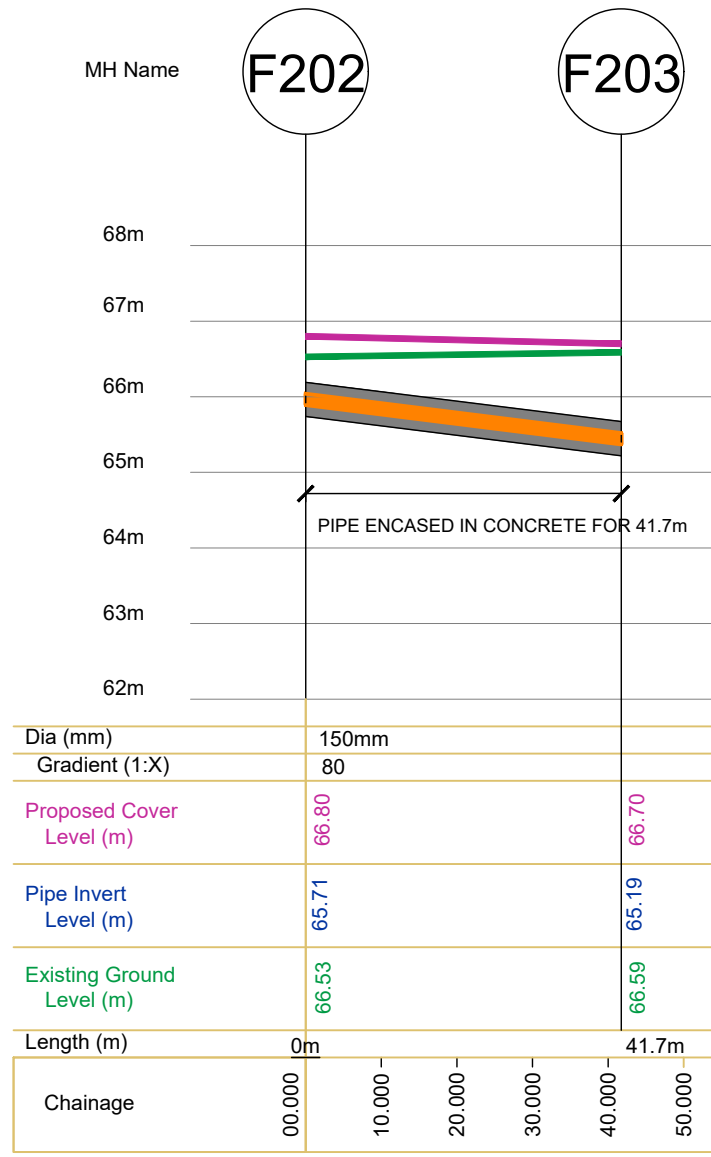 MH Name
F202
F203
68m
67m
66m
65m
PIPE ENCASED IN CONCRETE FOR 41.7m
64m
63m
62m
Dia (mm)
150mm
Gradient (1:X)
80
Proposed Cover
Level (m)
66.80
66.70
Pipe Invert
Level (m)
65.71
65.19
Existing Ground
Level (m)
66.53
66.59
Length (m)
0m
41.7m
Chainage
00.000
10.000
20.000
30.000
40.000
50.000